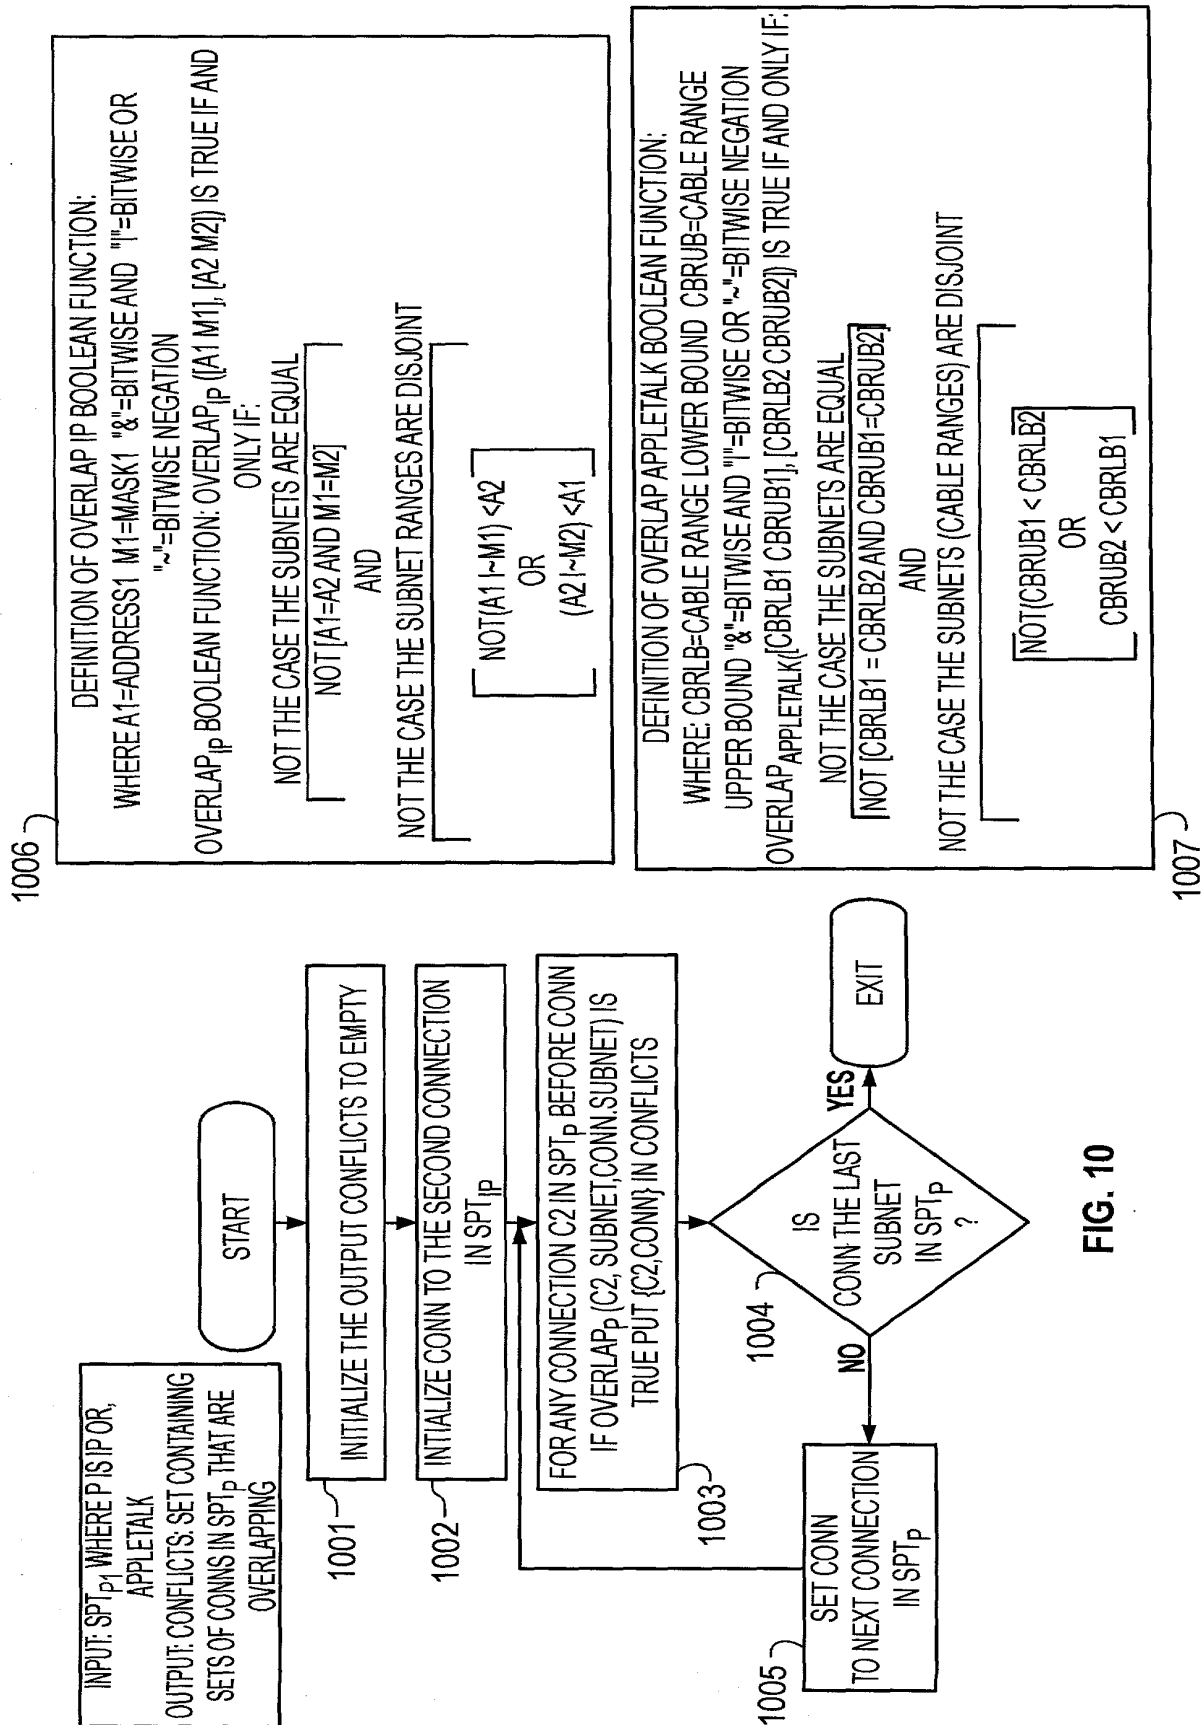 INPUT: SPTP1 WHERE P IS IP OR,
APPLETALK
OUTPUT: CONFLICTS: SET CONTAINING
SETS OF CONNS IN SPTP THAT ARE
OVERLAPPING
START
1001
INITIALIZE THE OUTPUT CONFLICTS TO EMPTY
1002
INTIALIZE CONN TO THE SECOND CONNECTION
IN SPTIP
FOR ANY CONNECTION C2 IN SPTP BEFORE CONN
IF OVERLAPP (C2, SUBNET,CONN.SUBNET) IS
TRUE PUT {C2,CONN} IN CONFLICTS
1003
1004
IS
CONN THE LAST
SUBNET
IN SPTP
?
YES
EXIT
NO
1005
SET CONN
TO NEXT CONNECTION
IN SPTP
1006
DEFINITION OF OVERLAP IP BOOLEAN FUNCTION:
WHERE A1=ADDRESS1 M1=MASK1 "&"=BITWISE AND "|"=BITWISE OR
"~"=BITWISE NEGATION
OVERLAPIP BOOLEAN FUNCTION: OVERLAPIP ([A1 M1], [A2 M2]) IS TRUE IF AND
ONLY IF:
NOT THE CASE THE SUBNETS ARE EQUAL
NOT [A1=A2 AND M1=M2]
AND
NOT THE CASE THE SUBNET RANGES ARE DISJOINT
NOT(A1 | ~M1) <A2
OR
(A2 | ~M2) <A1
DEFINITION OF OVERLAP APPLETALK BOOLEAN FUNCTION:
WHERE: CBRLB=CABLE RANGE LOWER BOUND CBRUB=CABLE RANGE
UPPER BOUND "&"=BITWISE AND "|"=BITWISE OR "~"=BITWISE NEGATION
OVERLAPAPPLETALK([CBRLB1 CBRUB1], [CBRLB2 CBRUB2]) IS TRUE IF AND ONLY IF:
NOT THE CASE THE SUBNETS ARE EQUAL
NOT [CBRLB1 = CBRLB2 AND CBRUB1=CBRUB2]
AND
NOT THE CASE THE SUBNETS (CABLE RANGES) ARE DISJOINT
NOT(CBRUB1 < CBRLB2
OR
CBRUB2 < CBRLB1
1007
FIG. 10